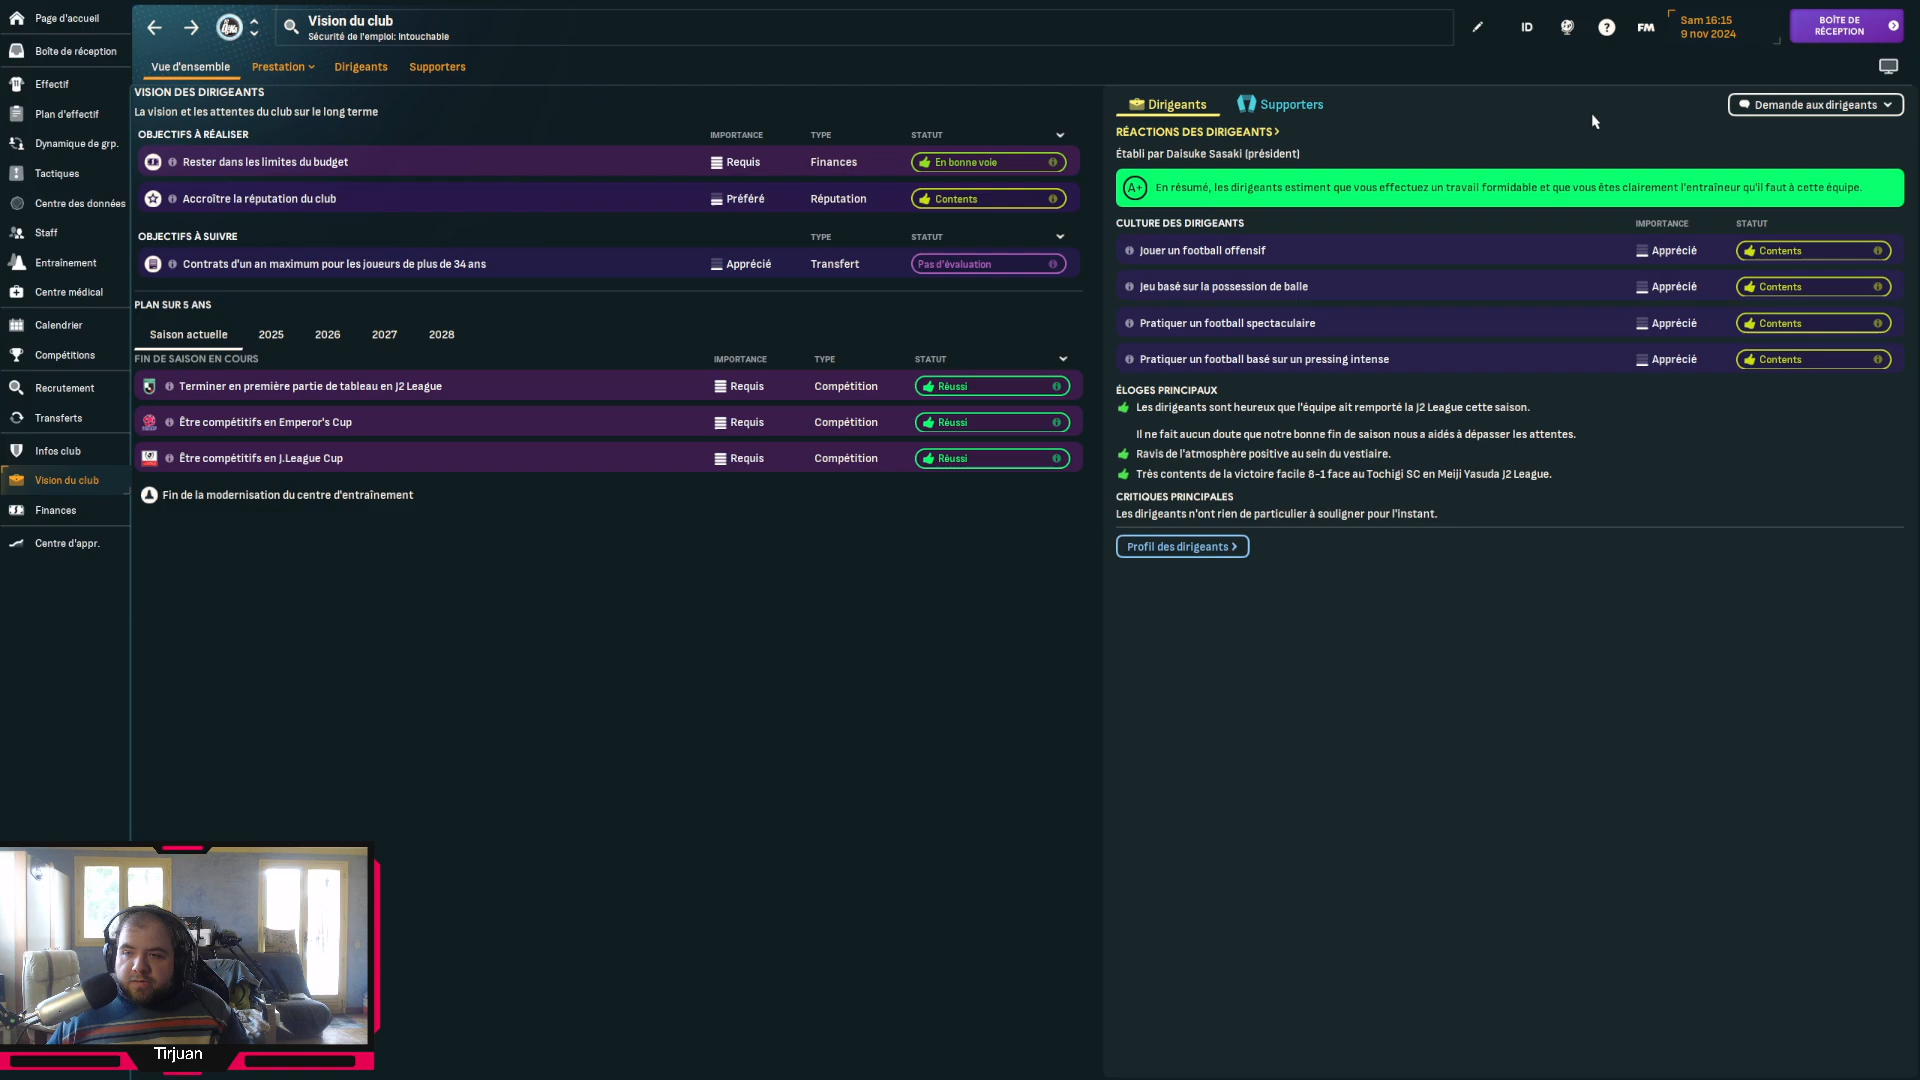 Page d'accueil
Boîte de réception
Effectif
Plan d'effectif
Dynamique de grp.
Tactiques
Centre des données
Staff
Entraînement
Centre médical
Calendrier
Compétitions
Recrutement
Transferts
Infos club
Vision du club
Finances
Centre d'appr.
Vision du club
Sécurité de l'emploi: Intouchable
ID
FM
Sam 16:15
9 nov 2024
BOÎTE DE
RÉCEPTION
Vue d'ensemble
Prestation
Dirigeants
Supporters
VISION DES DIRIGEANTS
La vision et les attentes du club sur le long terme
OBJECTIFS À RÉALISER IMPORTANCE TYPE STATUT
Rester dans les limites du budget Requis Finances En bonne voie
Accroître la réputation du club Préféré Réputation Contents
OBJECTIFS À SUIVRE TYPE STATUT
Contrats d'un an maximum pour les joueurs de plus de 34 ans Apprécié Transfert Pas d'évaluation
PLAN SUR 5 ANS
Saison actuelle 2025 2026 2027 2028
FIN DE SAISON EN COURS IMPORTANCE TYPE STATUT
Terminer en première partie de tableau en J2 League Requis Compétition Réussi
Être compétitifs en Emperor's Cup Requis Compétition Réussi
Être compétitifs en J.League Cup Requis Compétition Réussi
Fin de la modernisation du centre d'entraînement
Dirigeants Supporters Demande aux dirigeants
RÉACTIONS DES DIRIGEANTS >
Établi par Daisuke Sasaki (président)
A+ En résumé, les dirigeants estiment que vous effectuez un travail formidable et que vous êtes clairement l'entraîneur qu'il faut à cette équipe.
CULTURE DES DIRIGEANTS IMPORTANCE STATUT
Jouer un football offensif Apprécié Contents
Jeu basé sur la possession de balle Apprécié Contents
Pratiquer un football spectaculaire Apprécié Contents
Pratiquer un football basé sur un pressing intense Apprécié Contents
ÉLOGES PRINCIPAUX
Les dirigeants sont heureux que l'équipe ait remporté la J2 League cette saison.
Il ne fait aucun doute que notre bonne fin de saison nous a aidés à dépasser les attentes.
Ravis de l'atmosphère positive au sein du vestiaire.
Très contents de la victoire facile 8-1 face au Tochigi SC en Meiji Yasuda J2 League.
CRITIQUES PRINCIPALES
Les dirigeants n'ont rien de particulier à souligner pour l'instant.
Profil des dirigeants >
Tirjuan